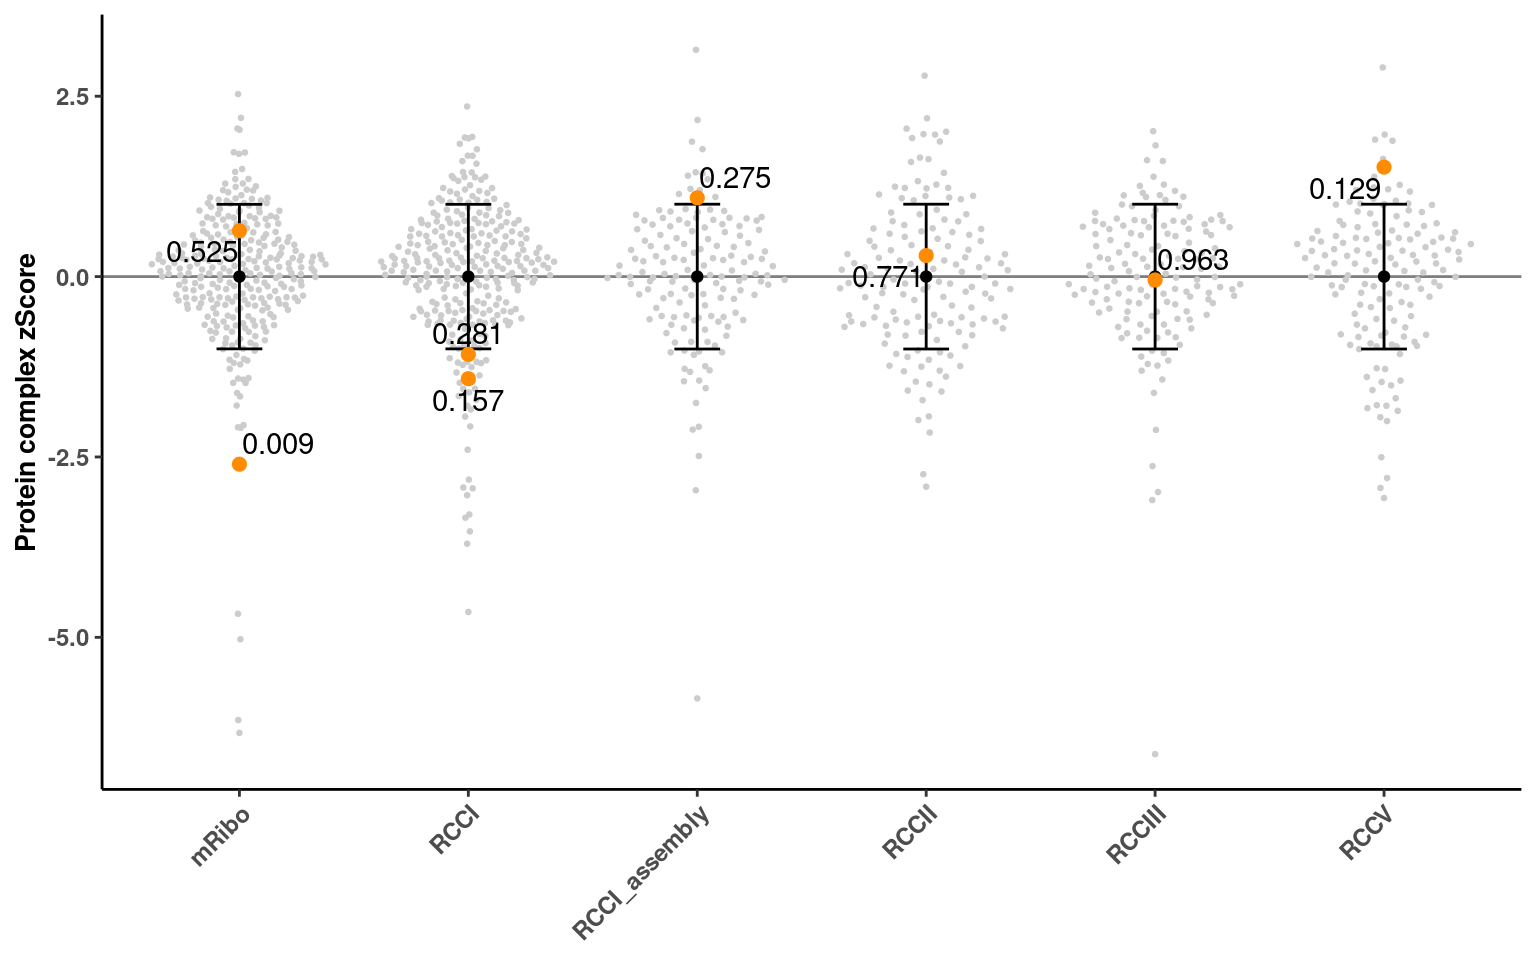 Protein complex zScore
2.5
0.0
-2.5
-5.0
0.525
0.009
0.281
0.157
0.275
0.771
0.963
0.129
mRibo
RCCI
RCCI_assembly
RCCII
RCCIII
RCCV